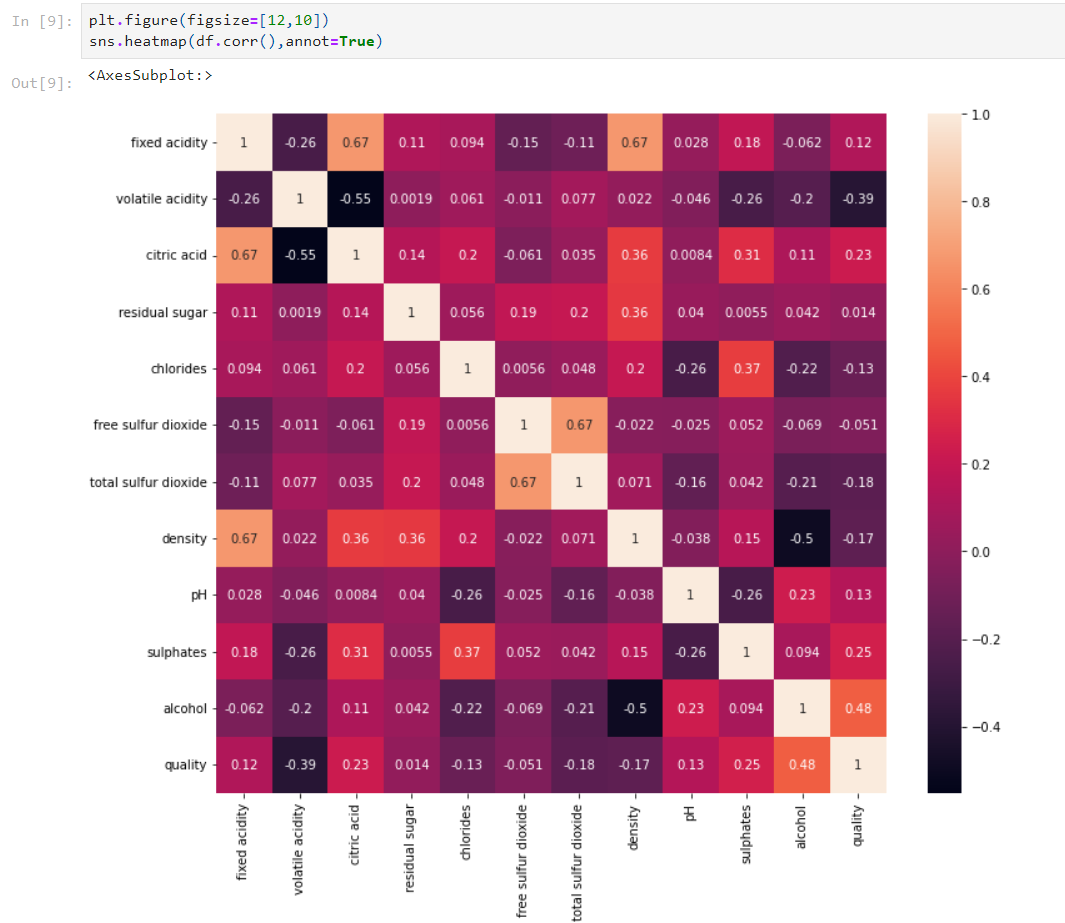 In [9]:
plt.figure(figsize=[12,10])
sns.heatmap(df.corr(),annot=True)
Out[9]:
<AxesSubplot:>
fixed acidity 1 -0.26 0.67 0.11 0.094 -0.15 -0.11 0.67 0.028 0.18 -0.062 0.12
volatile acidity -0.26 1 -0.55 0.0019 0.061 -0.011 0.077 0.022 -0.046 -0.26 -0.2 -0.39
citric acid 0.67 -0.55 1 0.14 0.2 -0.061 0.035 0.36 0.0084 0.31 0.11 0.23
residual sugar 0.11 0.0019 0.14 1 0.056 0.19 0.2 0.36 0.04 0.0055 0.042 0.014
chlorides 0.094 0.061 0.2 0.056 1 0.0056 0.048 0.2 -0.26 0.37 -0.22 -0.13
free sulfur dioxide -0.15 -0.011 -0.061 0.19 0.0056 1 0.67 -0.022 -0.025 0.052 -0.069 -0.051
total sulfur dioxide -0.11 0.077 0.035 0.2 0.048 0.67 1 0.071 -0.16 0.042 -0.21 -0.18
density 0.67 0.022 0.36 0.36 0.2 -0.022 0.071 1 -0.038 0.15 -0.5 -0.17
pH 0.028 -0.046 0.0084 0.04 -0.26 -0.025 -0.16 -0.038 1 -0.26 0.23 0.13
sulphates 0.18 -0.26 0.31 0.0055 0.37 0.052 0.042 0.15 -0.26 1 0.094 0.25
alcohol -0.062 -0.2 0.11 0.042 -0.22 -0.069 -0.21 -0.5 0.23 0.094 1 0.48
quality 0.12 -0.39 0.23 0.014 -0.13 -0.051 -0.18 -0.17 0.13 0.25 0.48 1
fixed acidity
volatile acidity
citric acid
residual sugar
chlorides
free sulfur dioxide
total sulfur dioxide
density
pH
sulphates
alcohol
quality
1.0
0.8
0.6
0.4
0.2
0.0
−0.2
−0.4